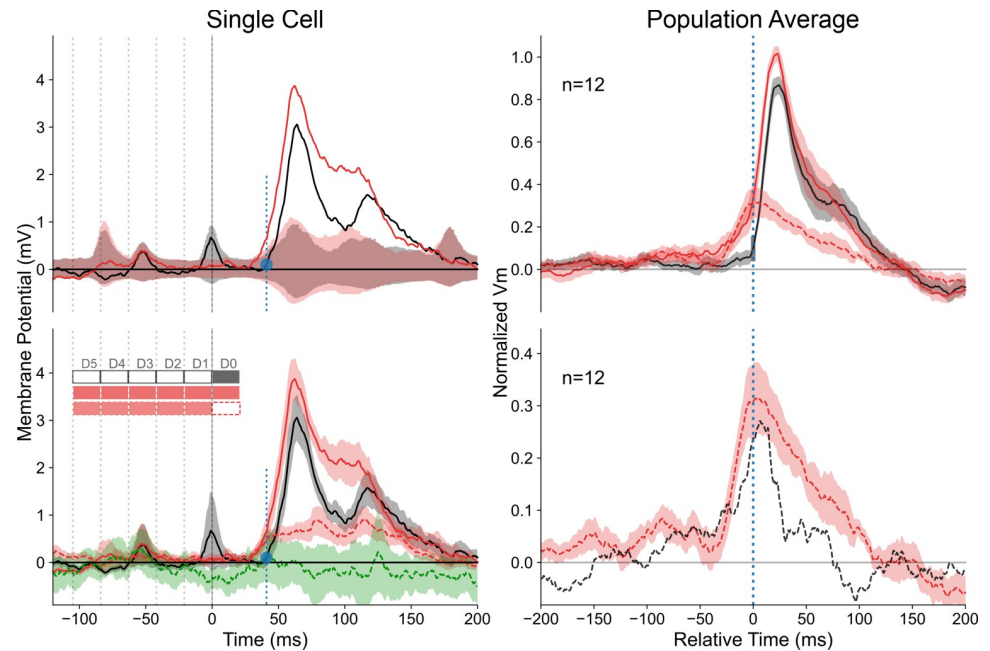 Single Cell
Population Average
Membrane Potential (mV)
4
3
2
1
0
Normalized Vm
1.0
0.8
0.6
0.4
0.2
0.0
n=12
Membrane Potential (mV)
4
3
2
1
0
D5 D4 D3 D2 D1 D0
0.4
0.3
0.2
0.1
0.0
n=12
−100 −50 0 50 100 150 200
Time (ms)
−200 −150 −100 −50 0 50 100 150 200
Relative Time (ms)